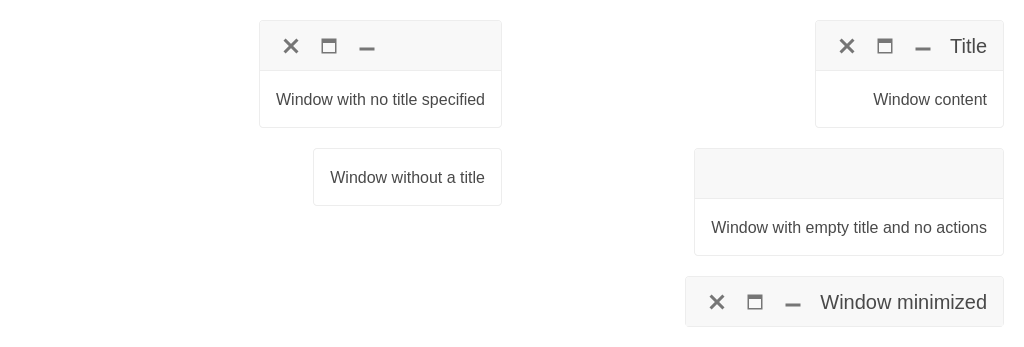 Title
Window content
Window with no title specified
Window with empty title and no actions
Window without a title
Window minimized